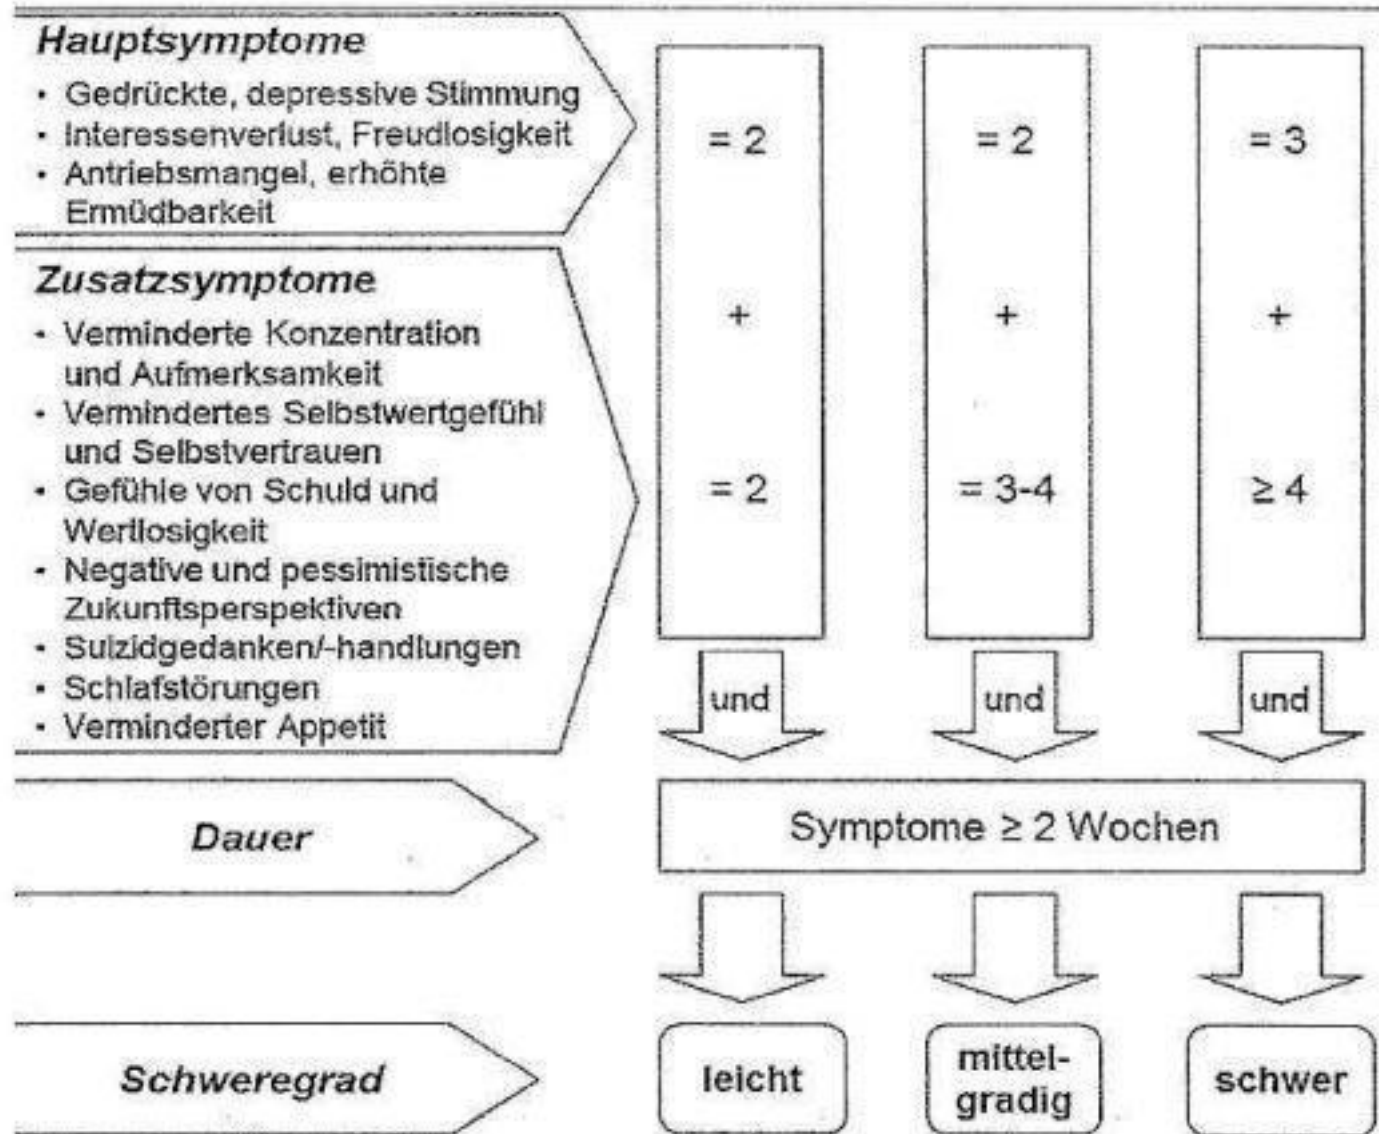 Hauptsymptome
• Gedrückte, depressive Stimmung
• Interessenverlust, Freudlosigkeit
• Antriebsmangel, erhöhte
Ermüdbarkeit
= 2
= 2
= 3
Zusatzsymptome
• Verminderte Konzentration
und Aufmerksamkeit
• Vermindertes Selbstwertgefühl
und Selbstvertrauen
• Gefühle von Schuld und
Wertlosigkeit
• Negative und pessimistische
Zukunftsperspektiven
• Suizidgedanken/-handlungen
• Schlafstörungen
• Verminderter Appetit
+
+
+
= 2
= 3-4
≥ 4
und
und
und
Dauer
Symptome ≥ 2 Wochen
Schweregrad
leicht
mittel-
gradig
schwer